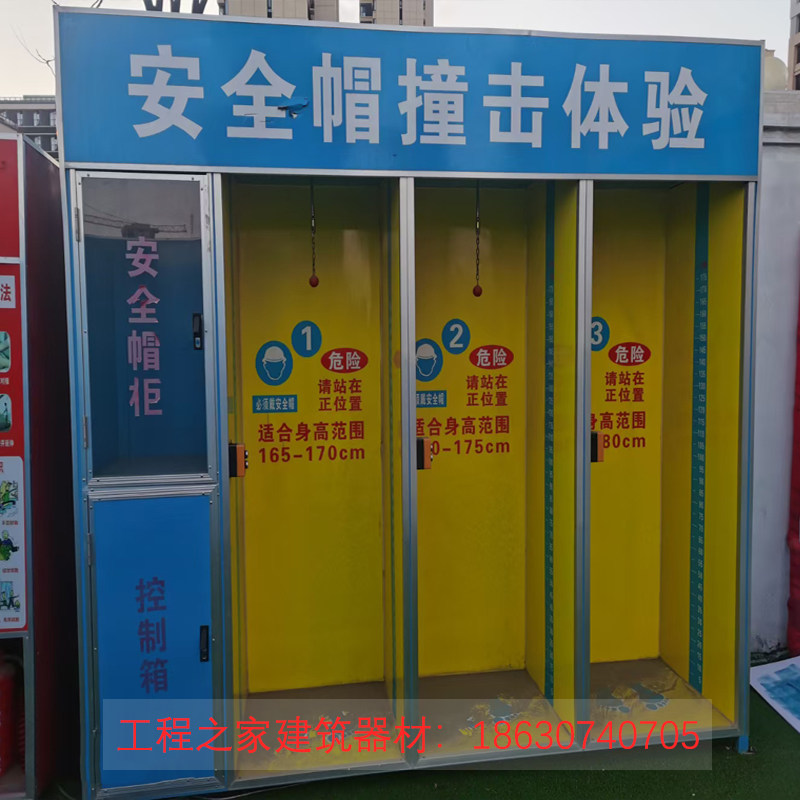 安全帽撞击体验
安全帽柜
控制箱
1
危险
请站在
正位置
必须戴安全帽
适合身高范围
165-170cm
2
危险
请站在
正位置
必须戴安全帽
适合身高范围
0-175cm
3
危险
请站在
正位置
身高范围
80cm
法
工程之家建筑器材：18630740705